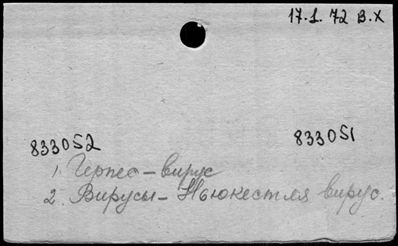 17.1.72 В.Х
833052 833051
1. Герпес-вирус
2. Вирусы-Ньюкестля вирус.